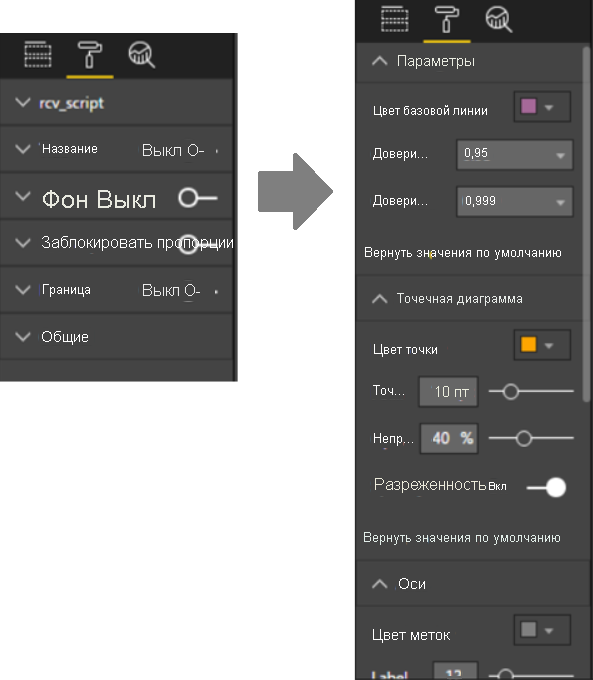 rcv_script
Название Выкл O-
Фон Выкл
Заблокировать пропорции
Граница Выкл O-
Общие
Параметры
Цвет базовой линии
Довери... 0,95
Довери... 0,999
Вернуть значения по умолчанию
Точечная диаграмма
Цвет точки
Точ... 10 пт
Непр... 40 %
Разреженность Вкл
Вернуть значения по умолчанию
Оси
Цвет меток
Label 12